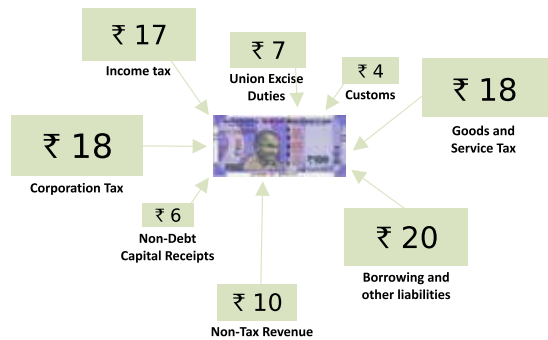 ₹ 17
Income tax
₹ 7
Union Excise
Duties
₹ 4
Customs
₹ 18
Goods and
Service Tax
₹ 18
Corporation Tax
₹ 6
Non-Debt
Capital Receipts
₹ 20
Borrowing and
other liabilities
₹ 10
Non-Tax Revenue